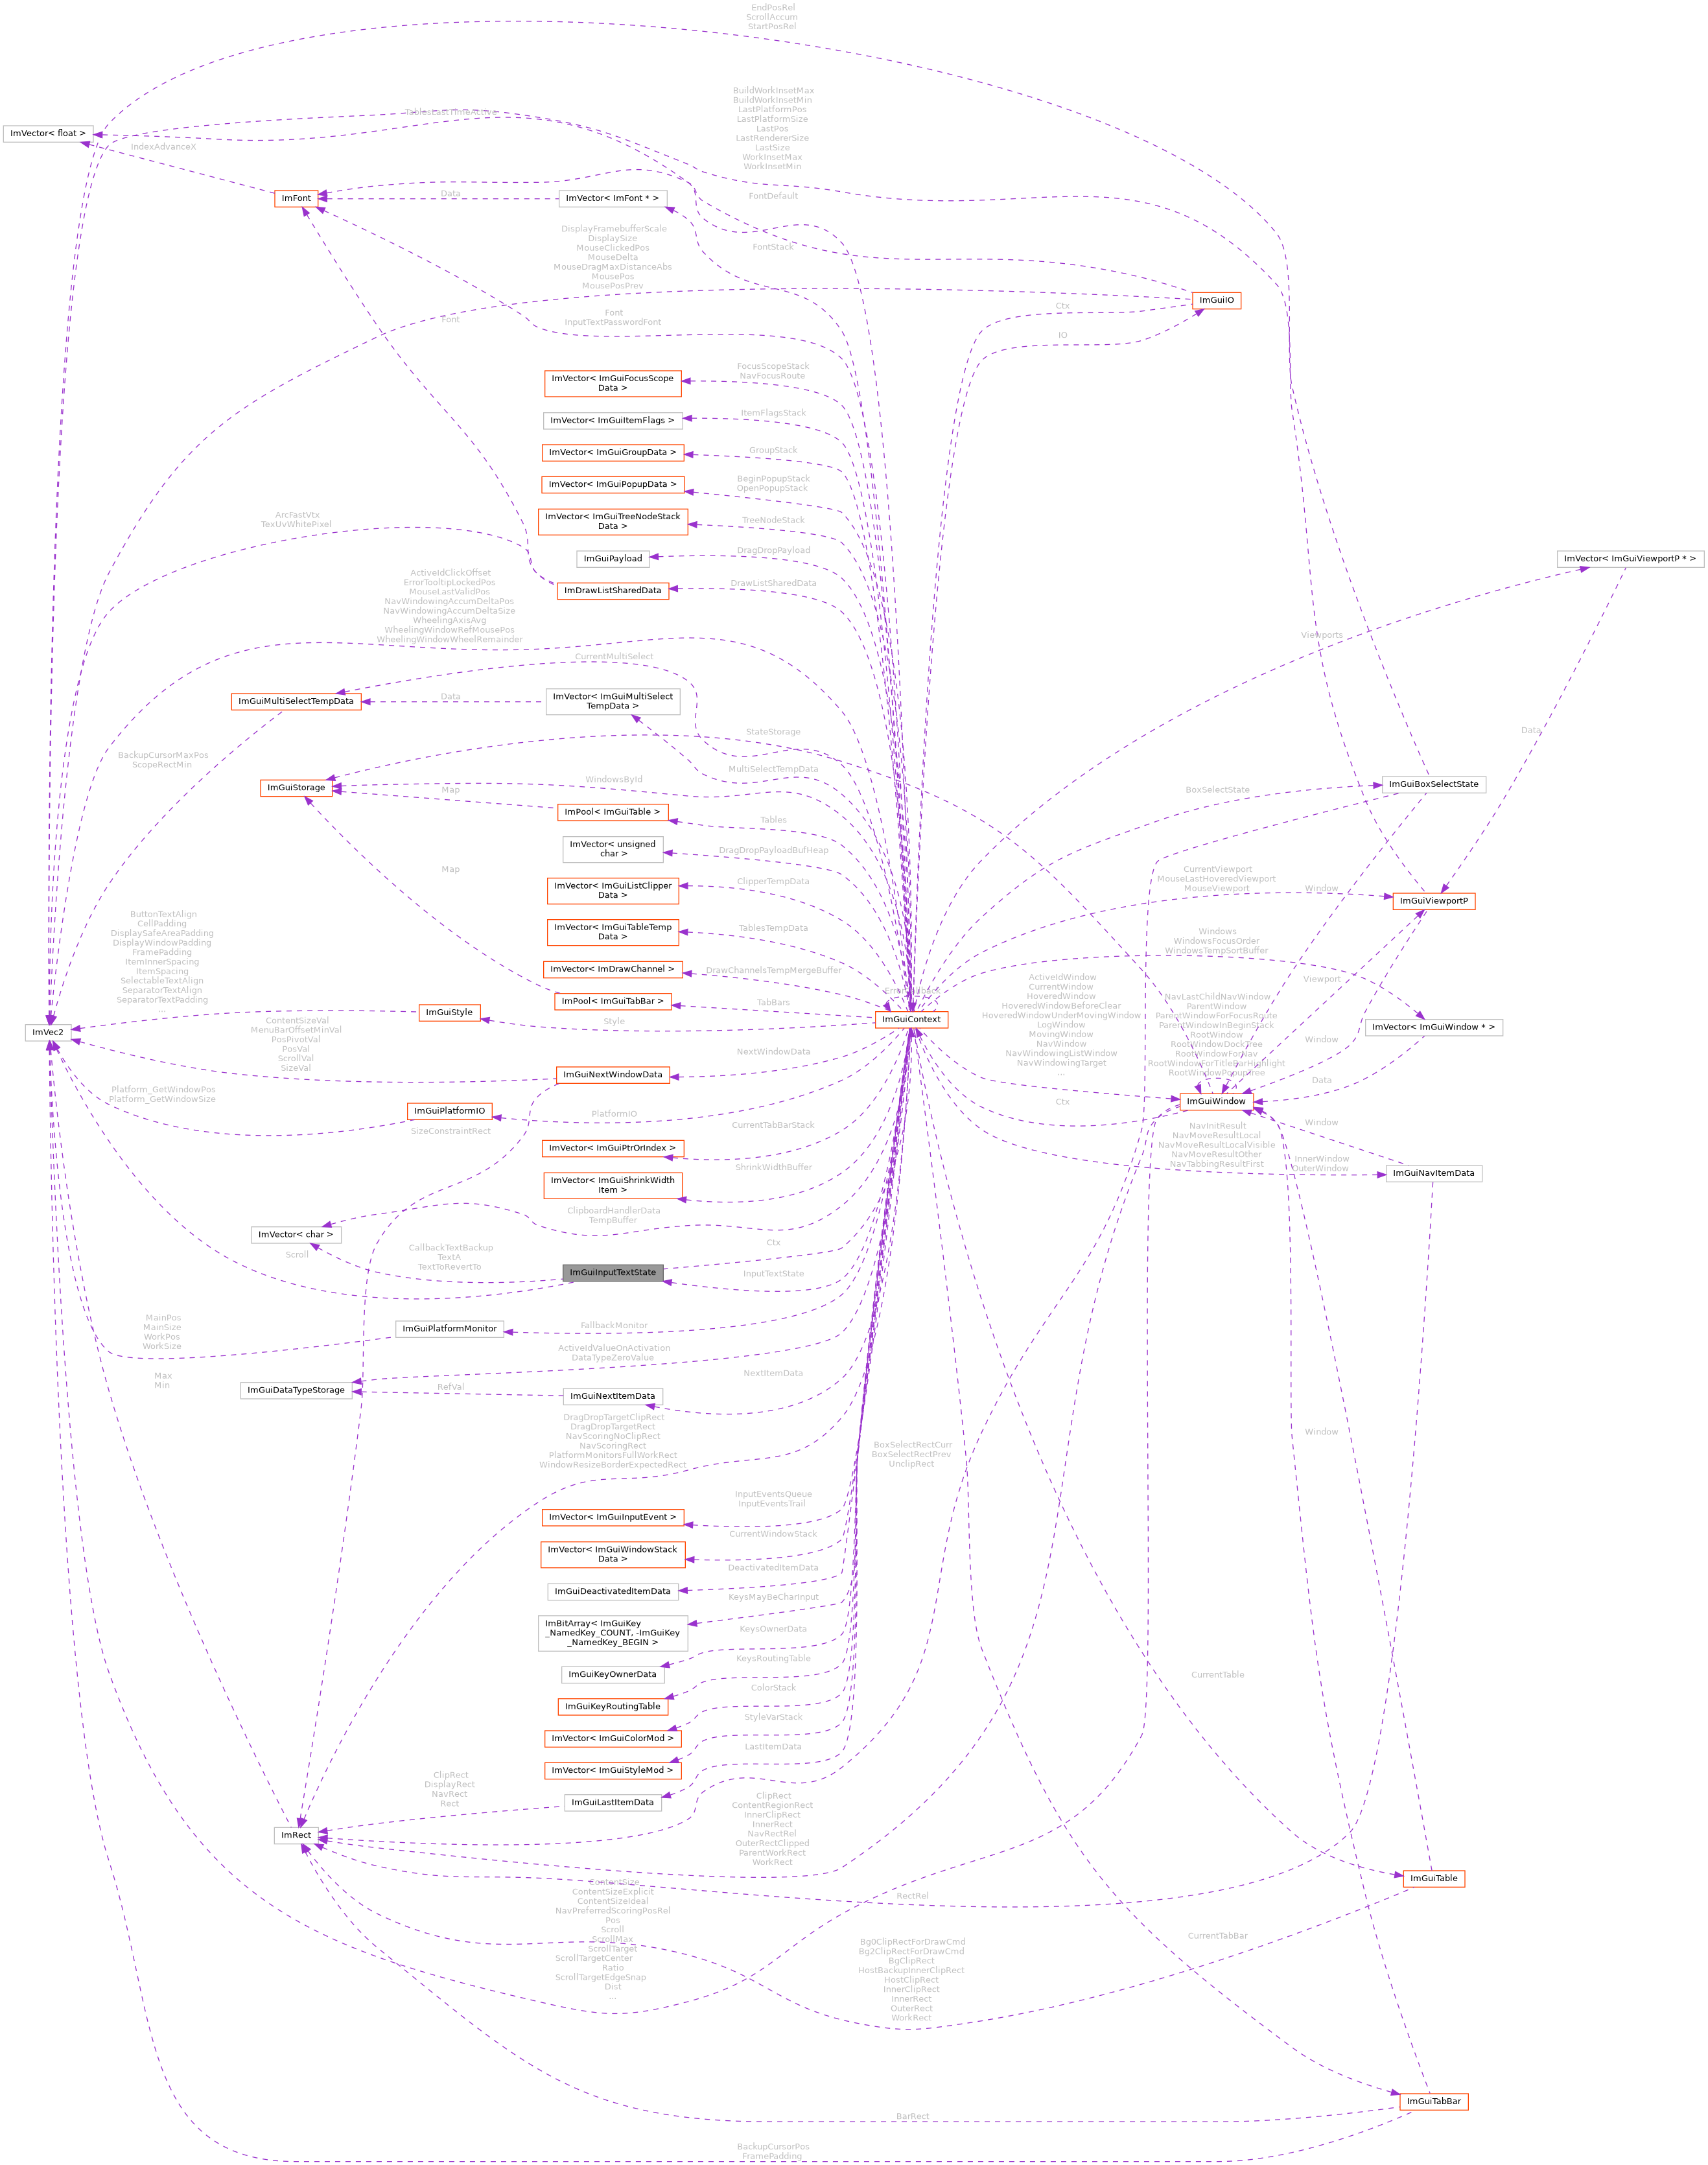 EndPosRel
ScrollAccum
StartPosRel
BuildWorkInsetMax
BuildWorkInsetMin
LastPlatformPos
LastPlatformSize
LastPos
LastRendererSize
LastSize
WorkInsetMax
WorkInsetMin
TablesLastTimeActive
ImVector< float >
IndexAdvanceX
ImFont
Data
ImVector< ImFont * >
FontDefault
DisplayFramebufferScale
DisplaySize
MouseClickedPos
MouseDelta
MouseDragMaxDistanceAbs
MousePos
MousePosPrev
FontStack
ImGuiIO
Ctx
Font
InputTextPasswordFont
Font
IO
FocusScopeStack
NavFocusRoute
ImVector< ImGuiFocusScope
Data >
ItemFlagsStack
ImVector< ImGuiItemFlags >
GroupStack
ImVector< ImGuiGroupData >
BeginPopupStack
OpenPopupStack
ImVector< ImGuiPopupData >
ArcFastVtx
TexUvWhitePixel
ImVector< ImGuiTreeNodeStack
Data >
TreeNodeStack
ImGuiPayload
DragDropPayload
ImVector< ImGuiViewportP * >
ActiveIdClickOffset
ErrorTooltipLockedPos
MouseLastValidPos
NavWindowingAccumDeltaPos
NavWindowingAccumDeltaSize
WheelingAxisAvg
WheelingWindowRefMousePos
WheelingWindowWheelRemainder
ImDrawListSharedData
DrawListSharedData
Viewports
CurrentMultiSelect
ImGuiMultiSelectTempData
Data
ImVector< ImGuiMultiSelect
TempData >
StateStorage
Data
BackupCursorMaxPos
ScopeRectMin
MultiSelectTempData
ImGuiStorage
WindowsById
Map
BoxSelectState
ImGuiBoxSelectState
ImPool< ImGuiTable >
Tables
ImVector< unsigned
char >
DragDropPayloadBufHeap
Map
ImVector< ImGuiListClipper
Data >
ClipperTempData
CurrentViewport
MouseLastHoveredViewport
MouseViewport
Window
ImGuiViewportP
ButtonTextAlign
CellPadding
DisplaySafeAreaPadding
DisplayWindowPadding
FramePadding
ItemInnerSpacing
ItemSpacing
SelectableTextAlign
SeparatorTextAlign
SeparatorTextPadding
...
ImVector< ImGuiTableTemp
Data >
TablesTempData
Windows
WindowsFocusOrder
WindowsTempSortBuffer
ImVector< ImDrawChannel >
DrawChannelsTempMergeBuffer
ImPool< ImGuiTabBar >
TabBars
ImGuiStyle
Style
ImGuiContext
ActiveIdWindow
CurrentWindow
HoveredWindow
HoveredWindowBeforeClear
HoveredWindowUnderMovingWindow
LogWindow
MovingWindow
NavWindow
NavWindowingListWindow
NavWindowingTarget
...
Viewport
NavLastChildNavWindow
ParentWindow
ParentWindowForFocusRoute
ParentWindowInBeginStack
RootWindow
RootWindowDockTree
RootWindowForNav
RootWindowForTitleBarHighlight
RootWindowPopupTree
Window
ImVector< ImGuiWindow * >
ImVec2
ContentSizeVal
MenuBarOffsetMinVal
PosPivotVal
PosVal
ScrollVal
SizeVal
NextWindowData
ImGuiNextWindowData
Data
Platform_GetWindowPos
Platform_GetWindowSize
ImGuiPlatformIO
PlatformIO
Ctx
ImGuiWindow
SizeConstraintRect
CurrentTabBarStack
ImVector< ImGuiPtrOrIndex >
NavInitResult
NavMoveResultLocal
NavMoveResultLocalVisible
NavMoveResultOther
NavTabbingResultFirst
Window
InnerWindow
OuterWindow
ImGuiNavItemData
ShrinkWidthBuffer
ImVector< ImGuiShrinkWidth
Item >
ImVector< char >
ClipboardHandlerData
TempBuffer
Scroll
CallbackTextBackup
TextA
TextToRevertTo
Ctx
ImGuiInputTextState
InputTextState
MainPos
MainSize
WorkPos
WorkSize
ImGuiPlatformMonitor
FallbackMonitor
ActiveIdValueOnActivation
DataTypeZeroValue
Max
Min
ImGuiDataTypeStorage
RefVal
ImGuiNextItemData
NextItemData
DragDropTargetClipRect
DragDropTargetRect
NavScoringNoClipRect
NavScoringRect
PlatformMonitorsFullWorkRect
WindowResizeBorderExpectedRect
BoxSelectRectCurr
BoxSelectRectPrev
UnclipRect
Window
InputEventsQueue
InputEventsTrail
ImVector< ImGuiInputEvent >
CurrentWindowStack
ImVector< ImGuiWindowStack
Data >
DeactivatedItemData
ImGuiDeactivatedItemData
KeysMayBeCharInput
ImBitArray< ImGuiKey
_NamedKey_COUNT, -ImGuiKey
_NamedKey_BEGIN >
KeysOwnerData
ImGuiKeyOwnerData
KeysRoutingTable
ImGuiKeyRoutingTable
CurrentTable
ColorStack
ImVector< ImGuiColorMod >
StyleVarStack
ImVector< ImGuiStyleMod >
LastItemData
ImGuiLastItemData
ClipRect
DisplayRect
NavRect
Rect
ImRect
ClipRect
ContentRegionRect
InnerClipRect
InnerRect
NavRectRel
OuterRectClipped
ParentWorkRect
WorkRect
ImGuiTable
ContentSize
ContentSizeExplicit
ContentSizeIdeal
NavPreferredScoringPosRel
Pos
Scroll
ScrollMax
ScrollTarget
ScrollTargetCenter
Ratio
ScrollTargetEdgeSnap
Dist
...
RectRel
Bg0ClipRectForDrawCmd
Bg2ClipRectForDrawCmd
BgClipRect
HostBackupInnerClipRect
HostClipRect
InnerClipRect
InnerRect
OuterRect
WorkRect
CurrentTabBar
ImGuiTabBar
BarRect
BackupCursorPos
FramePadding